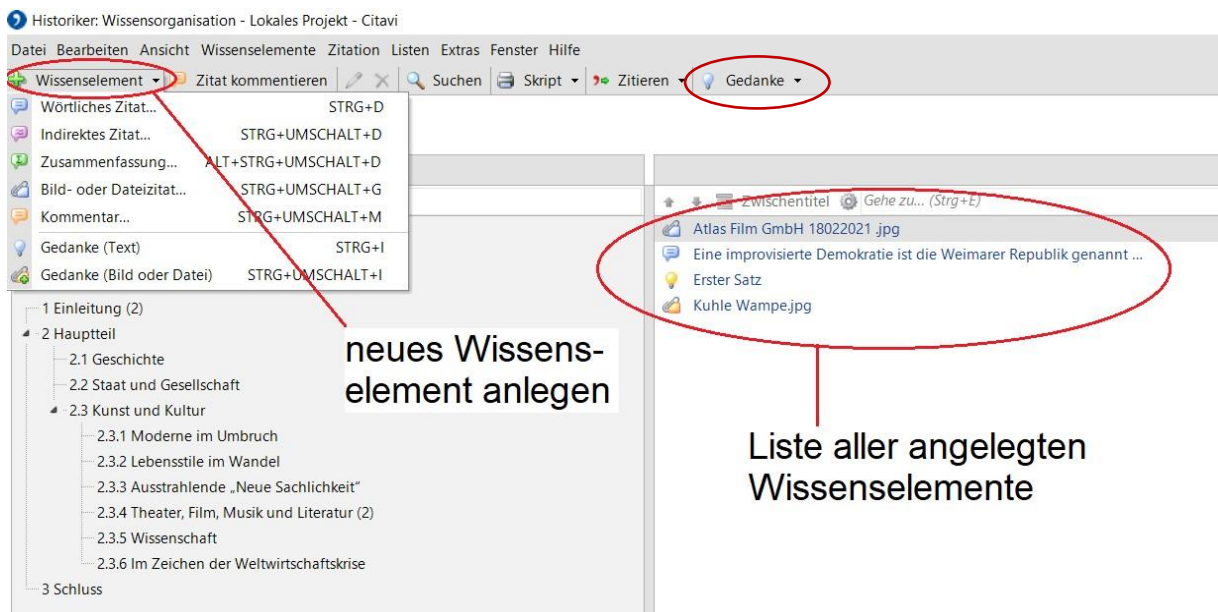 Historiker: Wissensorganisation - Lokales Projekt - Citavi
Datei Bearbeiten Ansicht Wissenselemente Zitation Listen Extras Fenster Hilfe
Wissenselement Zitat kommentieren Suchen Skript Zitieren Gedanke
Wörtliches Zitat... STRG+D
Indirektes Zitat... STRG+UMSCHALT+D
Zusammenfassung... ALT+STRG+UMSCHALT+D
Bild- oder Dateizitat... STRG+UMSCHALT+G
Kommentar... STRG+UMSCHALT+M
Gedanke (Text) STRG+I
Gedanke (Bild oder Datei) STRG+UMSCHALT+I
1 Einleitung (2)
2 Hauptteil
2.1 Geschichte
2.2 Staat und Gesellschaft
2.3 Kunst und Kultur
2.3.1 Moderne im Umbruch
2.3.2 Lebensstile im Wandel
2.3.3 Ausstrahlende „Neue Sachlichkeit“
2.3.4 Theater, Film, Musik und Literatur (2)
2.3.5 Wissenschaft
2.3.6 Im Zeichen der Weltwirtschaftskrise
3 Schluss
neues Wissens-
element anlegen
Zwischentitel Gehe zu... (Strg+E)
Atlas Film GmbH 18022021 .jpg
Eine improvisierte Demokratie ist die Weimarer Republik genannt ...
Erster Satz
Kuhle Wampe.jpg
Liste aller angelegten
Wissenselemente